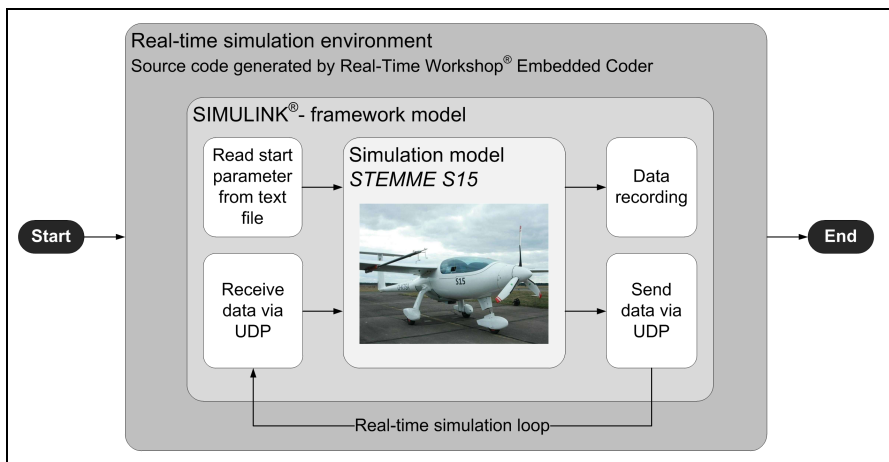 Real-time simulation environment
Source code generated by Real-Time Workshop® Embedded Coder
SIMULINK®- framework model
Read start
parameter
from text
file
Simulation model
STEMME S15
Data
recording
Start
End
S15
Receive
data via
UDP
Send
data via
UDP
Real-time simulation loop